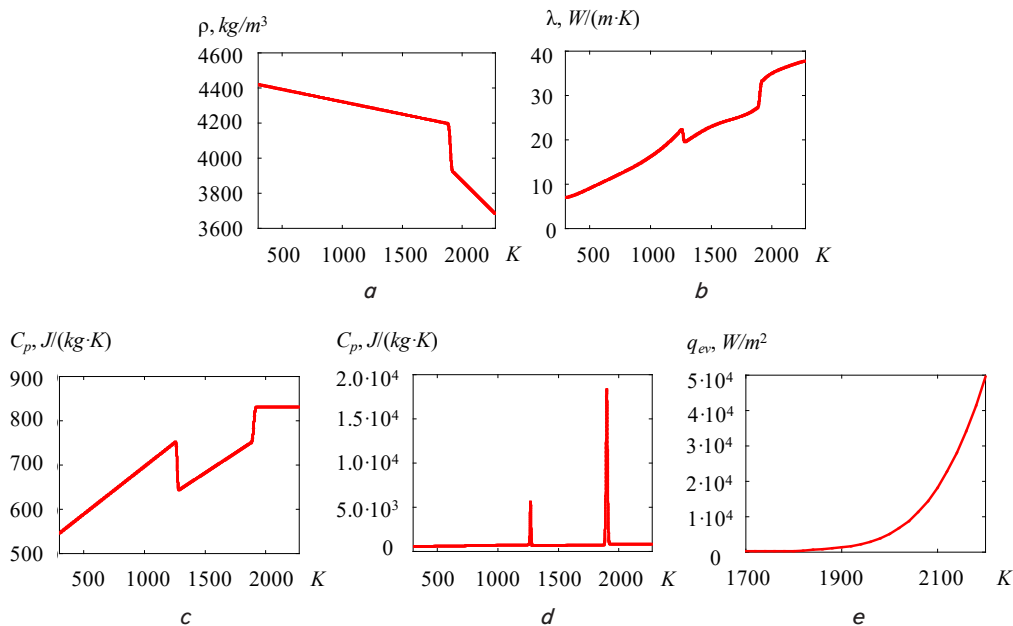 ρ, kg/m³
4600
4400
4200
4000
3800
3600
500 1000 1500 2000 K
a
λ, W/(m·K)
40
30
20
10
0
500 1000 1500 2000 K
b
Cp, J/(kg·K)
900
800
700
600
500
500 1000 1500 2000 K
c
Cp, J/(kg·K)
2.0·10⁴
1.5·10⁴
1.0·10⁴
5.0·10³
0
500 1000 1500 2000 K
d
qev, W/m²
5·10⁴
4·10⁴
3·10⁴
2·10⁴
1·10⁴
0
1700 1900 2100 K
e